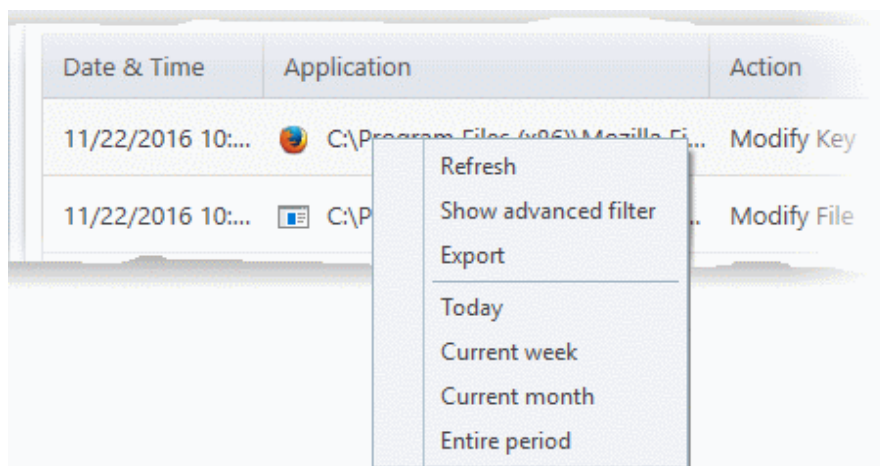 Date & Time Application Action
11/22/2016 10:... C:\Program Files (x86)\Mozilla Fi... Modify Key
Refresh
11/22/2016 10:... C:\P Show advanced filter .. Modify File
Export
Today
Current week
Current month
Entire period